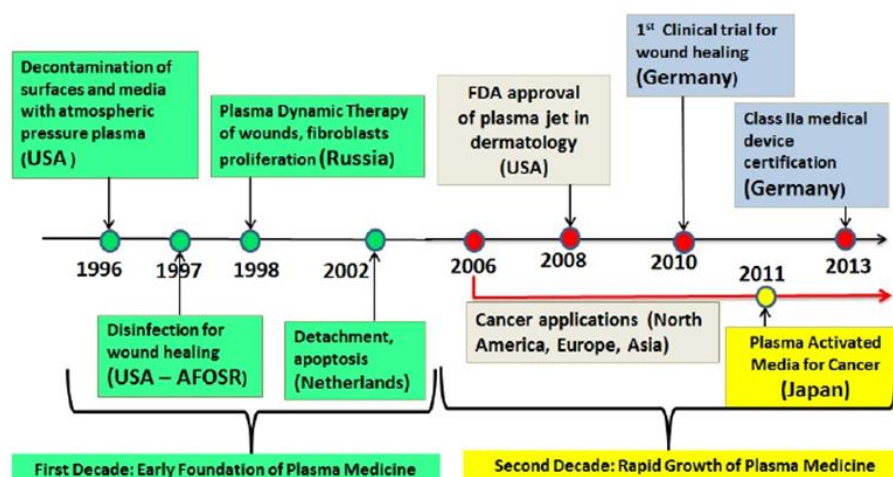 Decontamination of
surfaces and media
with atmospheric
pressure plasma
(USA )
Plasma Dynamic Therapy
of wounds, fibroblasts
proliferation (Russia)
FDA approval
of plasma jet in
dermatology
(USA)
1st Clinical trial for
wound healing
(Germany)
Class IIa medical
device
certification
(Germany)
1996
1997
1998
2002
2006
2008
2010
2011
2013
Disinfection for
wound healing
(USA – AFOSR)
Detachment,
apoptosis
(Netherlands)
Cancer applications (North
America, Europe, Asia)
Plasma Activated
Media for Cancer
(Japan)
First Decade: Early Foundation of Plasma Medicine
Second Decade: Rapid Growth of Plasma Medicine